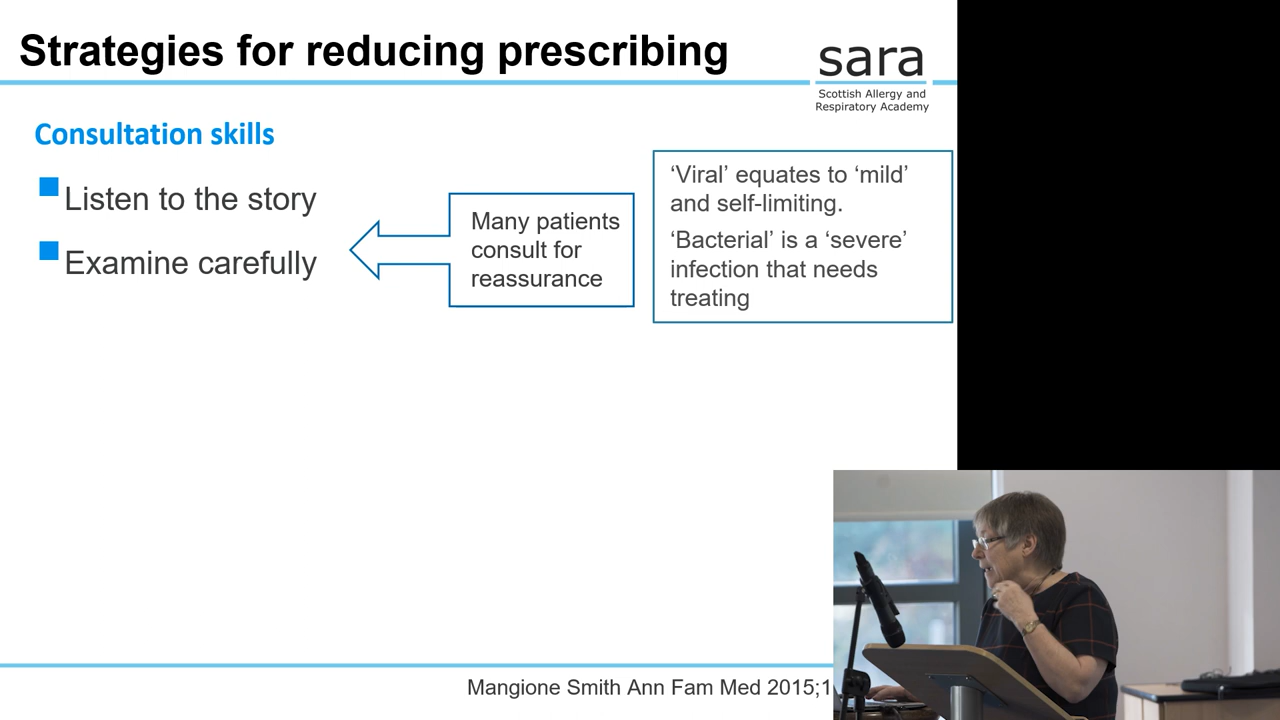 Strategies for reducing prescribing
sara
Scottish Allergy and
Respiratory Academy
Consultation skills
Listen to the story
Examine carefully
Many patients
consult for
reassurance
‘Viral’ equates to ‘mild’
and self-limiting.
‘Bacterial’ is a ‘severe’
infection that needs
treating
Mangione Smith Ann Fam Med 2015;1